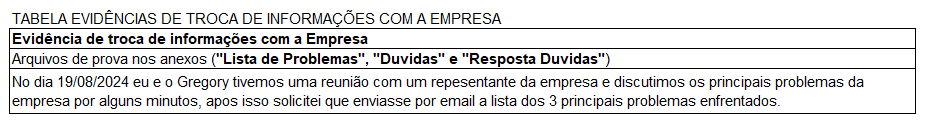 TABELA EVIDÊNCIAS DE TROCA DE INFORMAÇÕES COM A EMPRESA
Evidência de troca de informações com a Empresa
Arquivos de prova nos anexos ("Lista de Problemas", "Duvidas" e "Resposta Duvidas")
No dia 19/08/2024 eu e o Gregory tivemos uma reunião com um repesentante da empresa e discutimos os principais problemas da
empresa por alguns minutos, apos isso solicitei que enviasse por email a lista dos 3 principais problemas enfrentados.